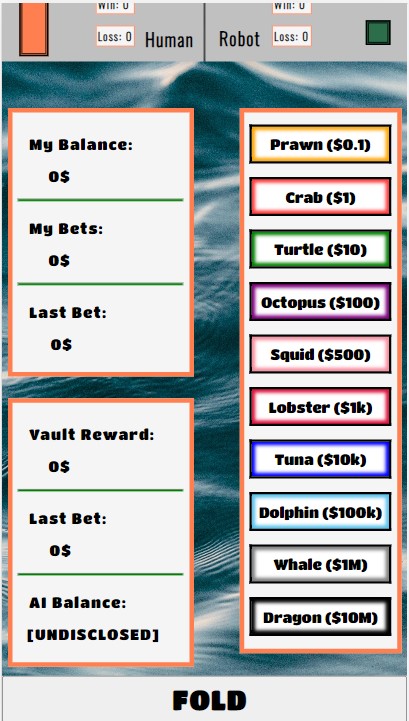 Win: 0
Win: 0
Loss: 0 Human Robot Loss: 0
My Balance:
0$
My Bets:
0$
Last Bet:
0$
Vault Reward:
0$
Last Bet:
0$
AI Balance:
[UNDISCLOSED]
Prawn ($0.1)
Crab ($1)
Turtle ($10)
Octopus ($100)
Squid ($500)
Lobster ($1k)
Tuna ($10k)
Dolphin ($100k)
Whale ($1M)
Dragon ($10M)
FOLD